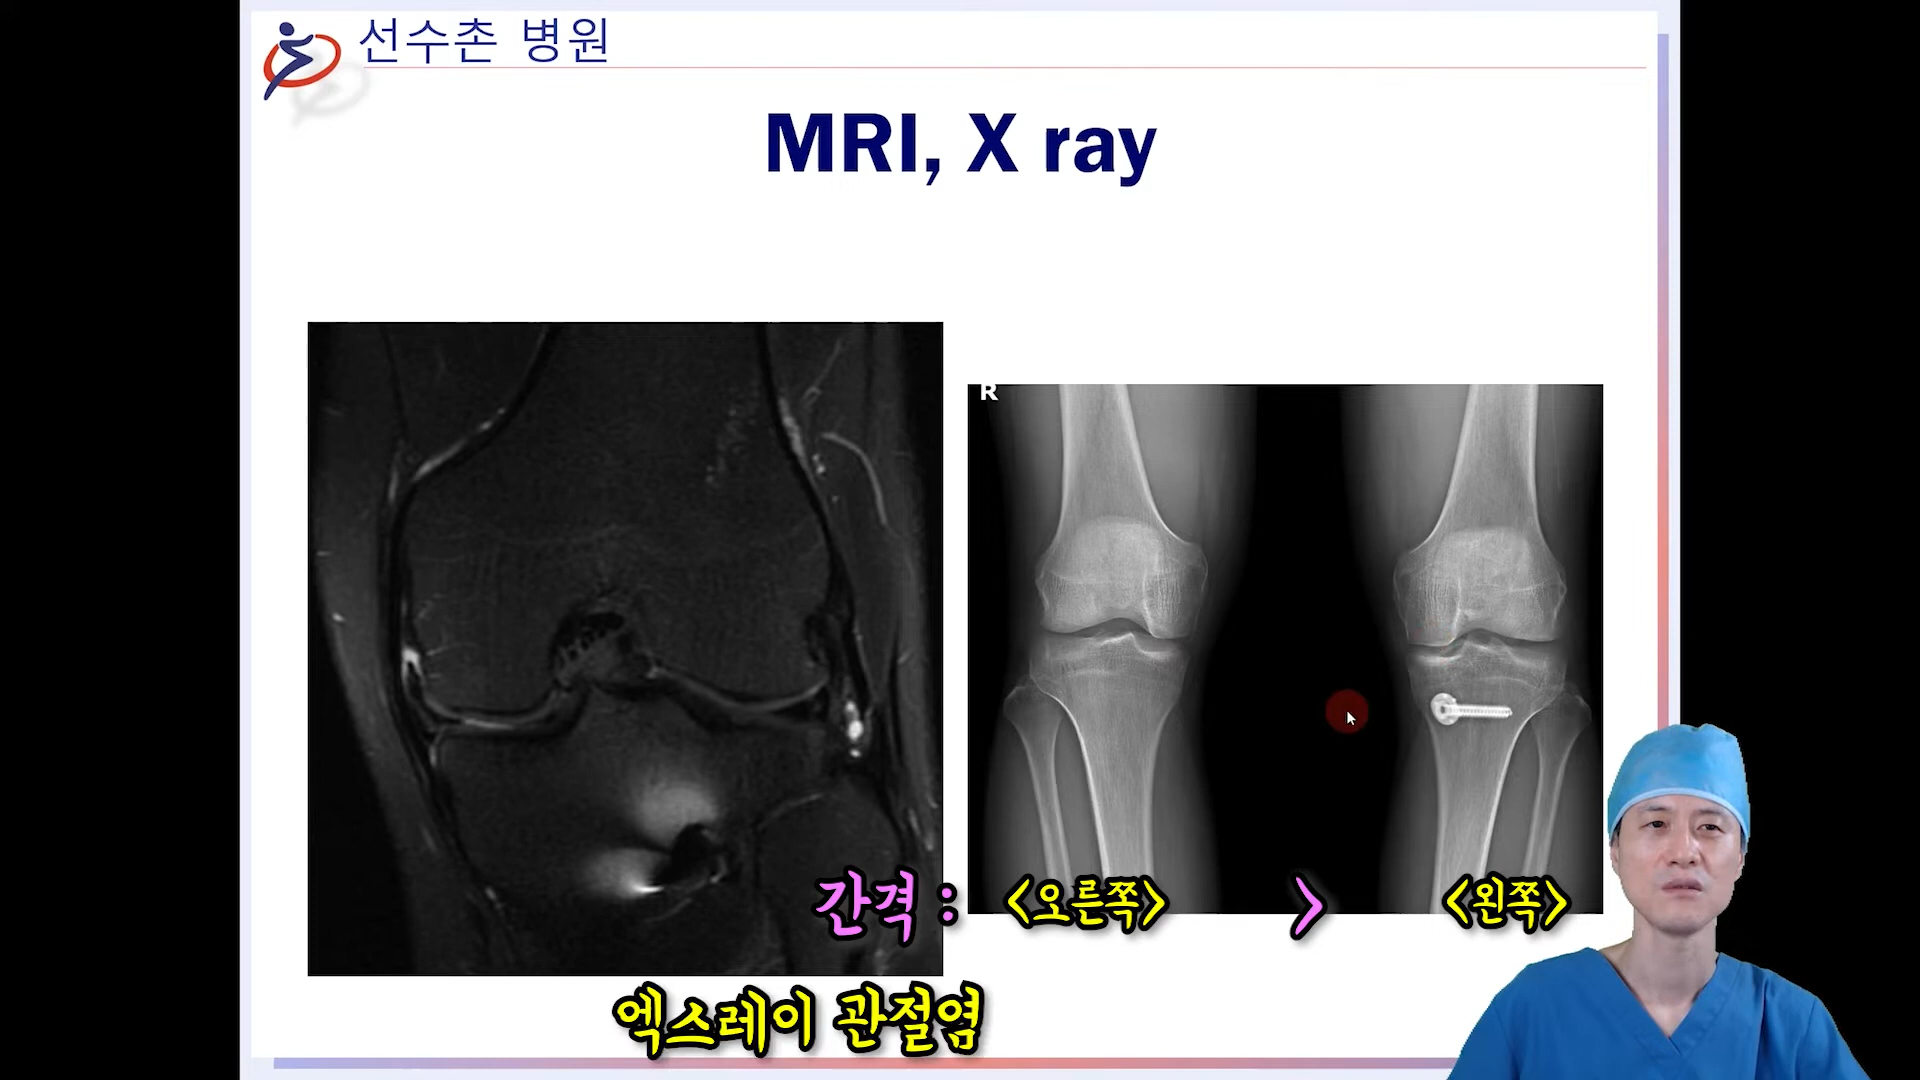 선수촌 병원
MRI, X ray
R
간격 : <오른쪽> > <왼쪽>
엑스레이 관절염